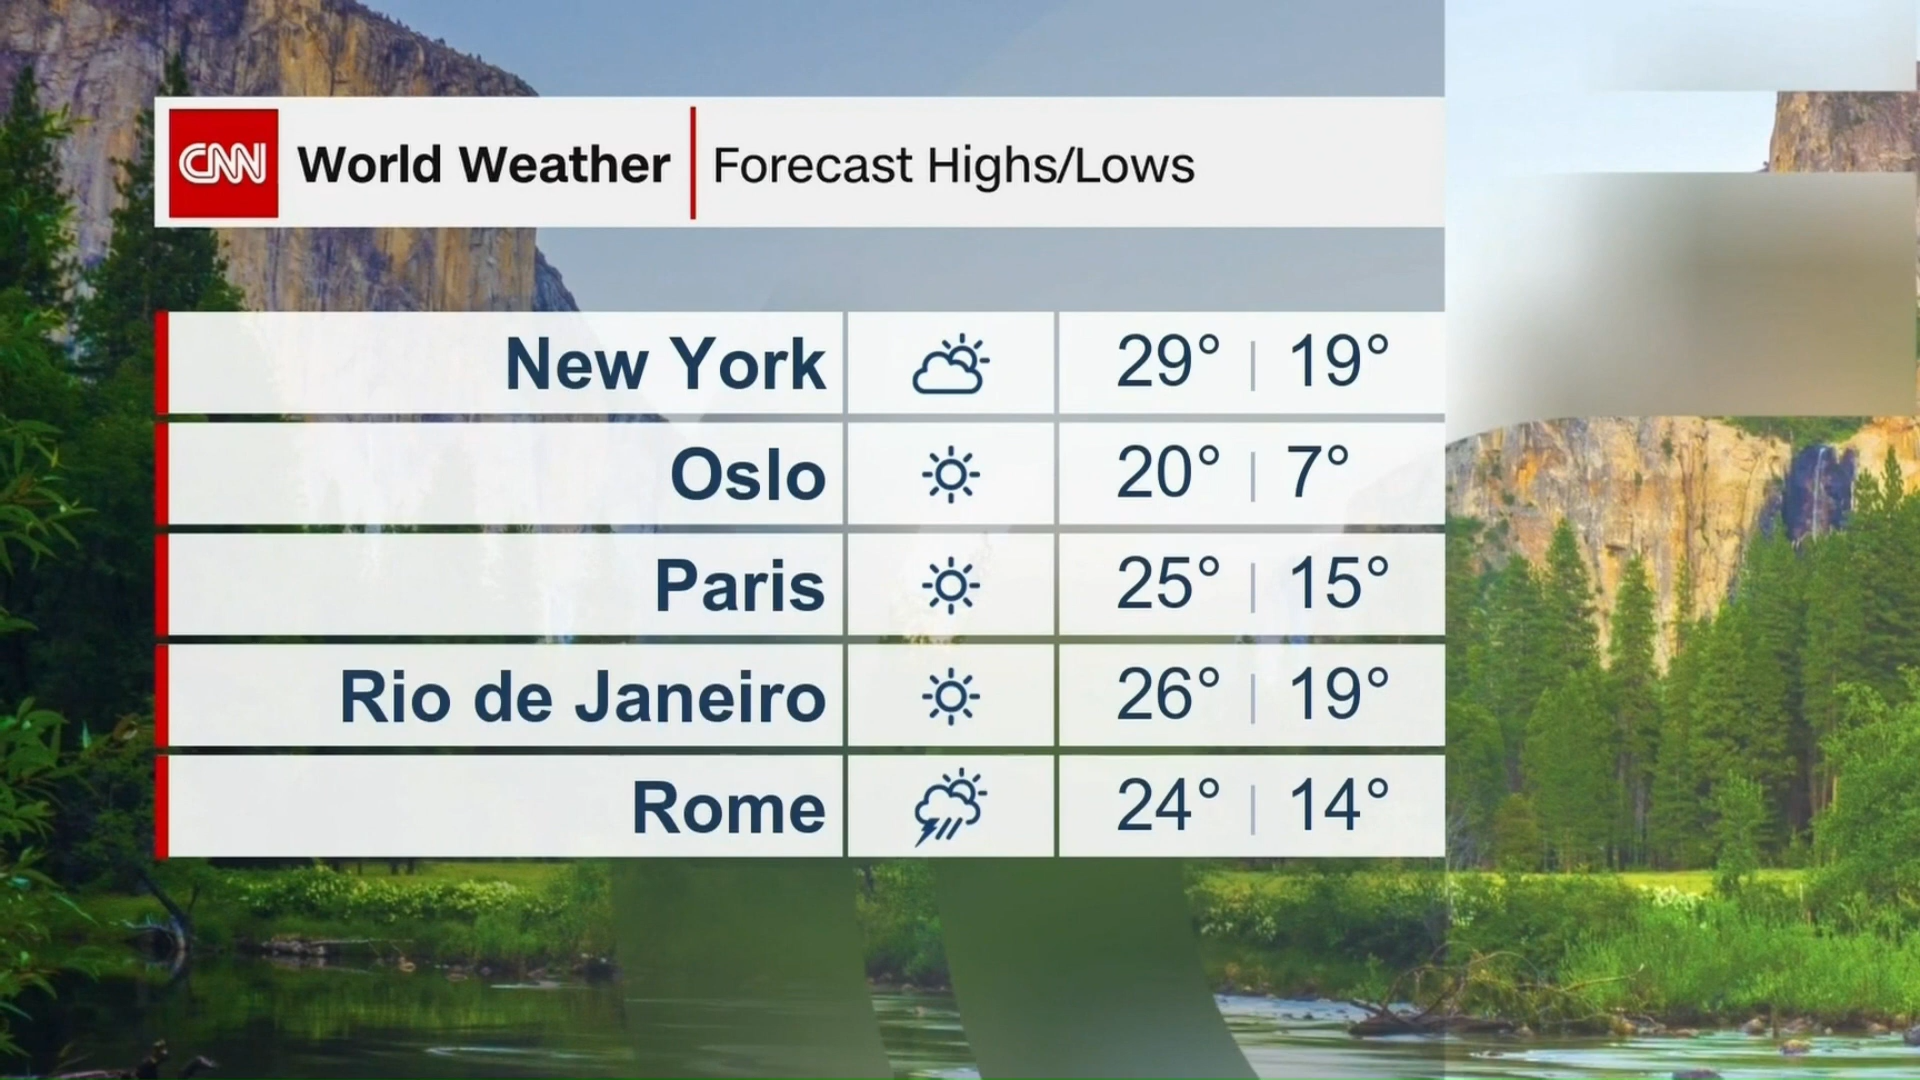 CNN World Weather | Forecast Highs/Lows
New York 29° | 19°
Oslo 20° | 7°
Paris 25° | 15°
Rio de Janeiro 26° | 19°
Rome 24° | 14°